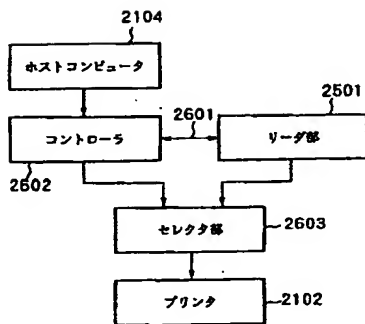 2104
ホストコンピュータ
2601
2501
コントローラ
リーダ部
2602
セレクタ部
2603
プリンタ
2102